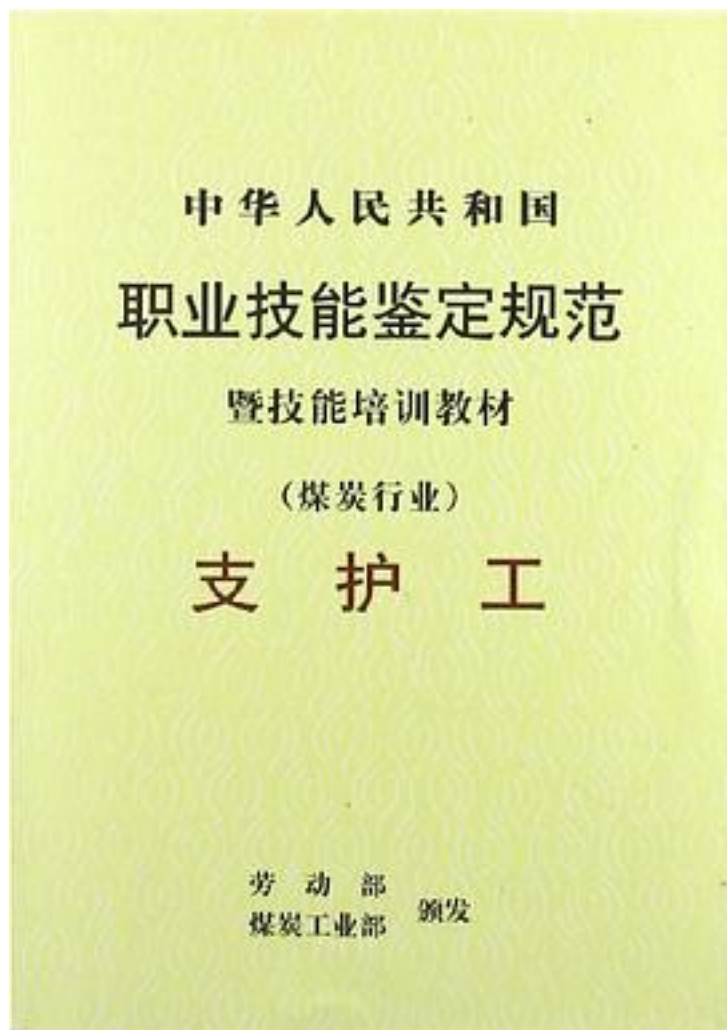 中华人民共和国
职业技能鉴定规范
暨技能培训教材
（煤炭行业）
支护工
劳动部
煤炭工业部 颁发